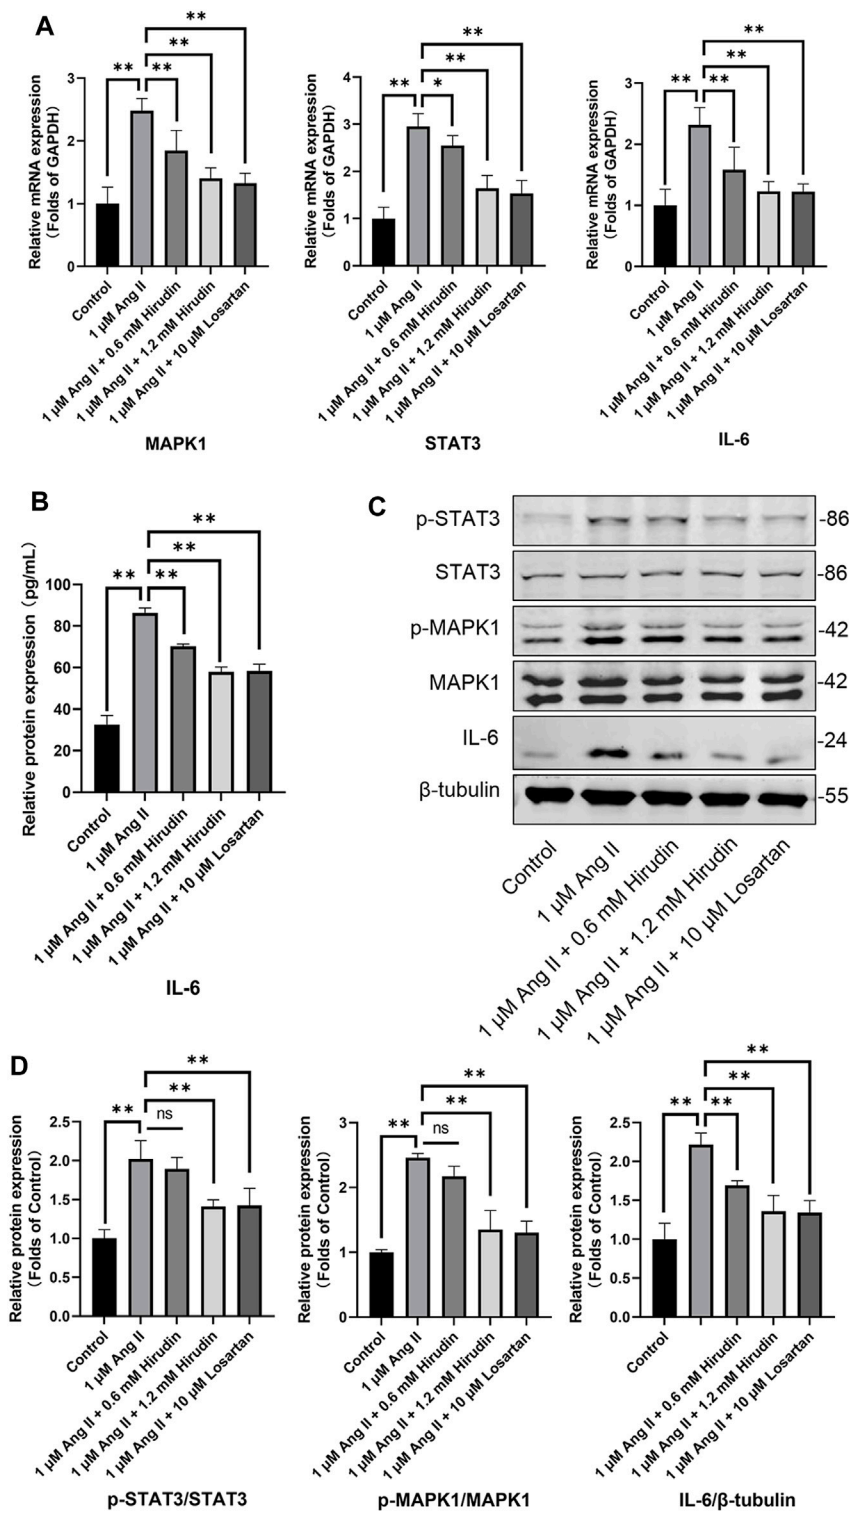 A
Relative mRNA expression
(Folds of GAPDH)
3
2
1
0
**
**
**
**
Control
1 μM Ang II
1 μM Ang II + 0.6 mM Hirudin
1 μM Ang II + 1.2 mM Hirudin
1 μM Ang II + 10 μM Losartan
MAPK1
Relative mRNA expression
(Folds of GAPDH)
4
3
2
1
0
**
**
**
*
Control
1 μM Ang II
1 μM Ang II + 0.6 mM Hirudin
1 μM Ang II + 1.2 mM Hirudin
1 μM Ang II + 10 μM Losartan
STAT3
Relative mRNA expression
(Folds of GAPDH)
3
2
1
0
**
**
**
**
Control
1 μM Ang II
1 μM Ang II + 0.6 mM Hirudin
1 μM Ang II + 1.2 mM Hirudin
1 μM Ang II + 10 μM Losartan
IL-6
B
Relative protein expression (pg/mL)
100
80
60
40
20
0
**
**
**
**
Control
1 μM Ang II
1 μM Ang II + 0.6 mM Hirudin
1 μM Ang II + 1.2 mM Hirudin
1 μM Ang II + 10 μM Losartan
IL-6
C
p-STAT3 -86
STAT3 -86
p-MAPK1 -42
MAPK1 -42
IL-6 -24
β-tubulin -55
Control
1 μM Ang II
1 μM Ang II + 0.6 mM Hirudin
1 μM Ang II + 1.2 mM Hirudin
1 μM Ang II + 10 μM Losartan
D
Relative protein expression
(Folds of Control)
2.5
2.0
1.5
1.0
0.5
0.0
**
**
**
ns
Control
1 μM Ang II
1 μM Ang II + 0.6 mM Hirudin
1 μM Ang II + 1.2 mM Hirudin
1 μM Ang II + 10 μM Losartan
p-STAT3/STAT3
Relative protein expression
(Folds of Control)
3
2
1
0
**
**
**
ns
Control
1 μM Ang II
1 μM Ang II + 0.6 mM Hirudin
1 μM Ang II + 1.2 mM Hirudin
1 μM Ang II + 10 μM Losartan
p-MAPK1/MAPK1
Relative protein expression
(Folds of Control)
2.5
2.0
1.5
1.0
0.5
0.0
**
**
**
**
Control
1 μM Ang II
1 μM Ang II + 0.6 mM Hirudin
1 μM Ang II + 1.2 mM Hirudin
1 μM Ang II + 10 μM Losartan
IL-6/β-tubulin